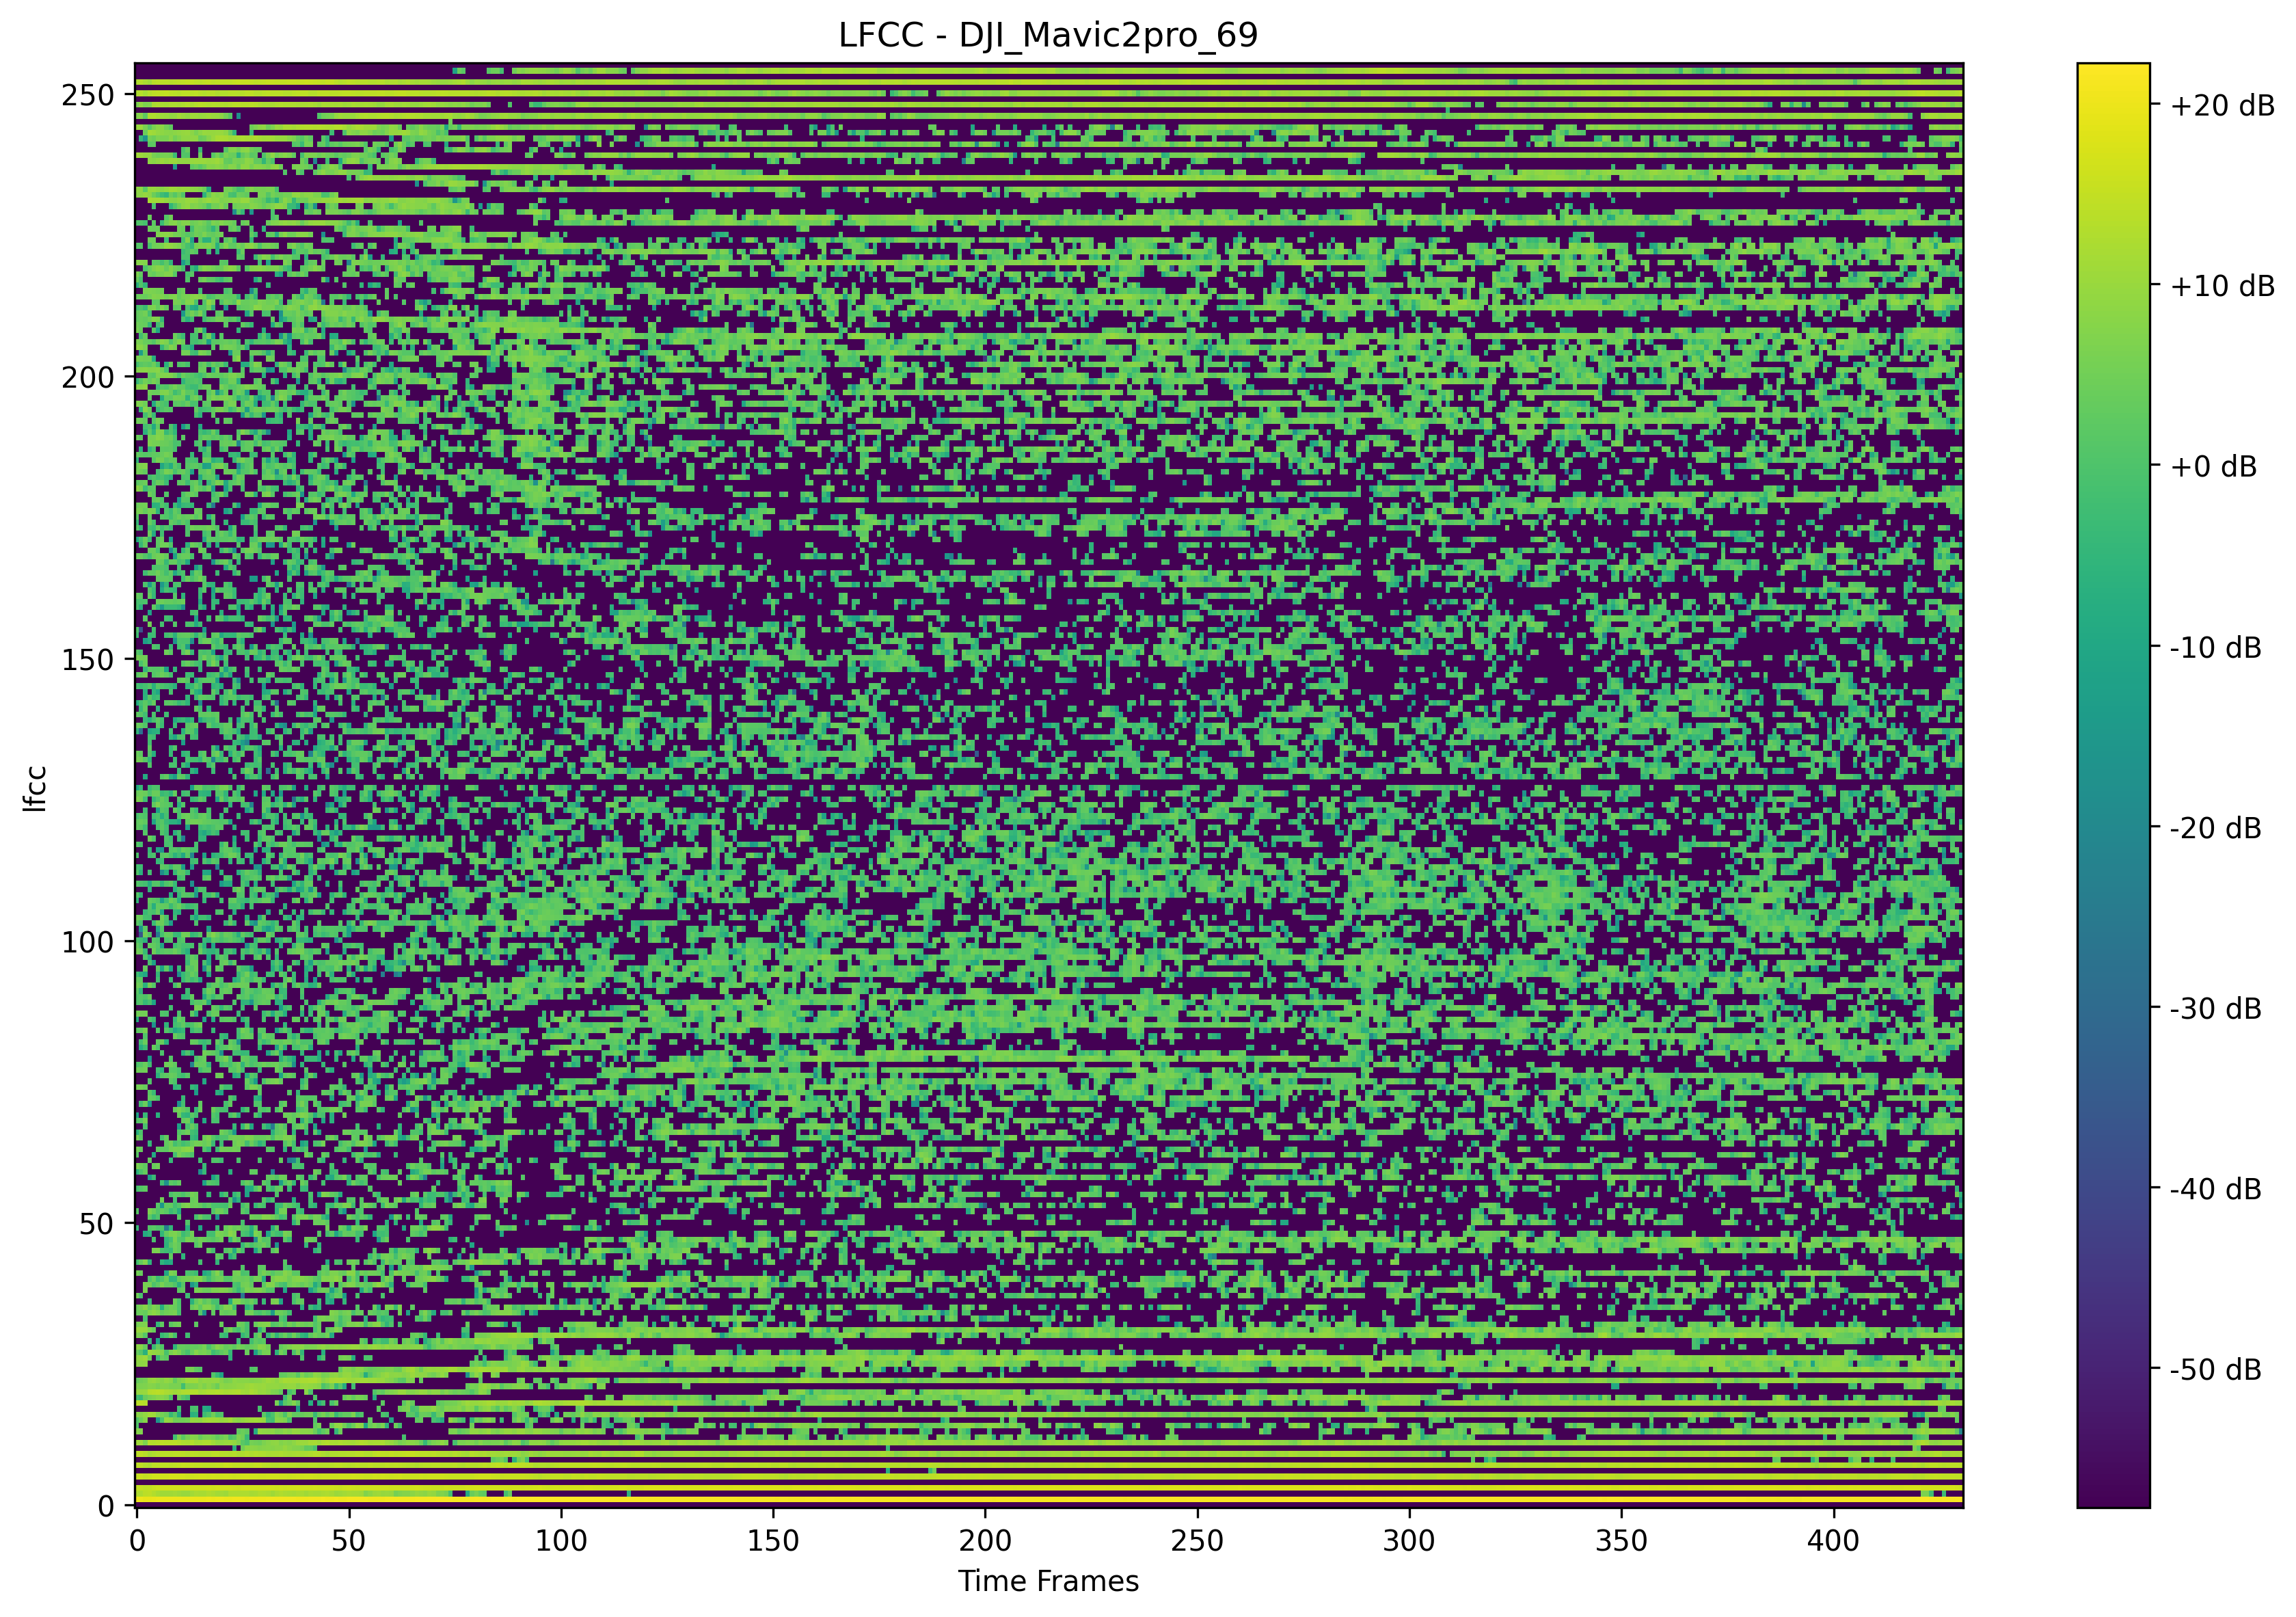 LFCC - DJI_Mavic2pro_69
250
200
150
100
50
0
lfcc
0 50 100 150 200 250 300 350 400
Time Frames
+20 dB
+10 dB
+0 dB
-10 dB
-20 dB
-30 dB
-40 dB
-50 dB